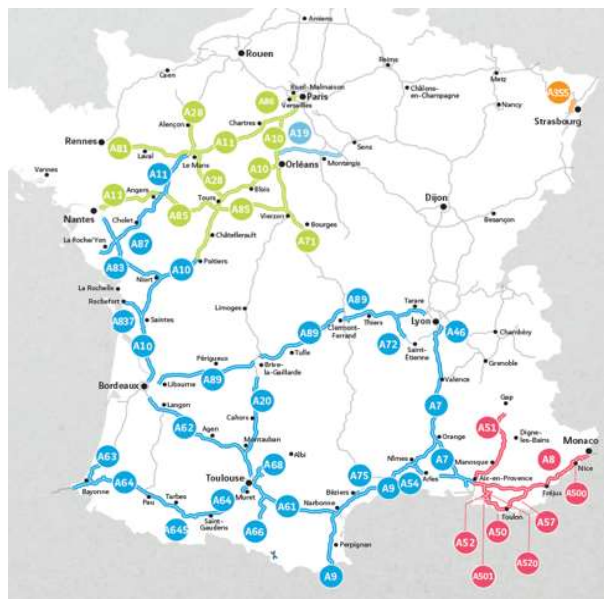 Amiens
Rouen
Caen
Reims
Rueil-Malmaison
Paris
Versailles
Metz
Châlons-
en-Champagne
Nancy
A355
Strasbourg
A86
A28
Alençon
Chartres
A11
A10
A19
Sens
Rennes
A81
Laval
Le Mans
A11
Orléans
Montargis
Vannes
A11
Angers
A28
Tours
A10
Blois
A85
A85
Vierzon
Bourges
A71
Dijon
Besançon
Nantes
Cholet
A87
La Roche/Yon
A83
Châtellerault
A10
Poitiers
Niort
La Rochelle
Rochefort
A837
Saintes
A10
Limoges
A89
Clermont-
Ferrand
Thiers
Tarare
Lyon
A46
A72
Saint-
Étienne
Chambéry
Grenoble
A89
Tulle
Périgueux
Brive-
la-Gaillarde
A89
Libourne
Bordeaux
Langon
A62
Agen
A20
Cahors
Montauban
Albi
A68
Toulouse
Valence
A7
Gap
A51
Digne-
les-Bains
Monaco
Nice
A8
A500
Orange
A7
Manosque
Nîmes
Aix-en-Provence
Fréjus
Arles
A54
A9
A75
Béziers
Narbonne
A61
A66
Muret
A64
Saint-
Gaudens
A645
Tarbes
Pau
A64
A63
Bayonne
Perpignan
A9
Toulon
A57
A50
A52
A501
A520